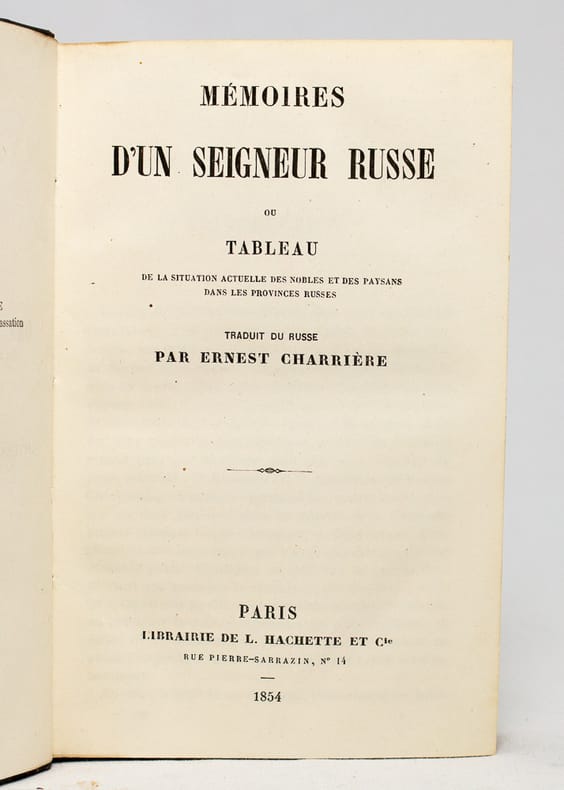 MÉMOIRES
D'UN SEIGNEUR RUSSE
OU
TABLEAU
DE LA SITUATION ACTUELLE DES NOBLES ET DES PAYSANS
DANS LES PROVINCES RUSSES
TRADUIT DU RUSSE
PAR ERNEST CHARRIÈRE
PARIS
LIBRAIRIE DE L. HACHETTE ET Cie
RUE PIERRE-SARRAZIN, N° 14
1854